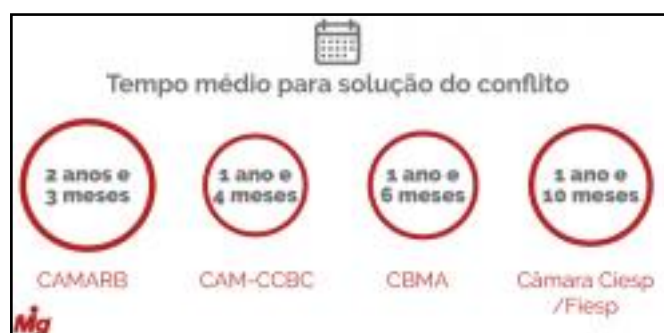 Tempo médio para solução do conflito
2 anos e
3 meses
CAMARB
1 ano e
4 meses
CAM-CCBC
1 ano e
6 meses
CBMA
1 ano e
10 meses
Câmara Ciesp
/Fiesp
Mig